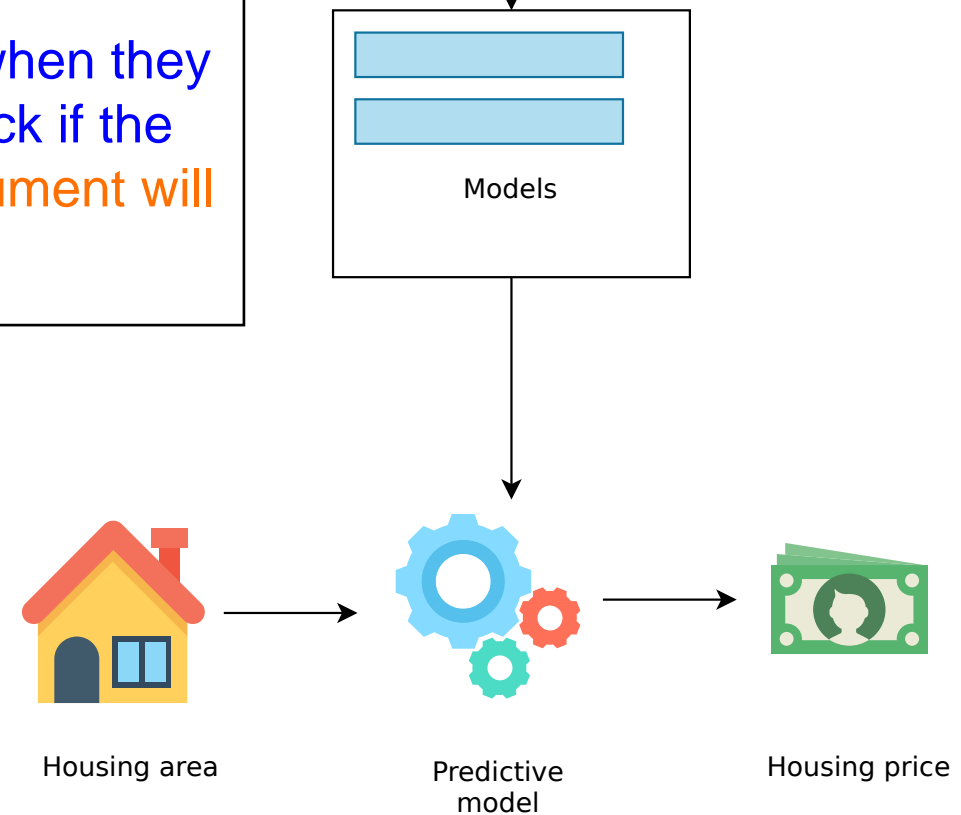 when they
ck if the
ument will
Models
Housing area
Predictive
model
Housing price